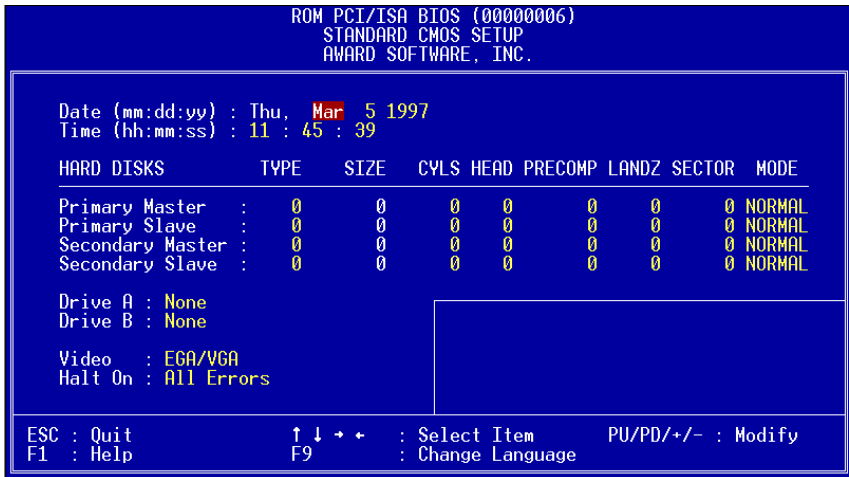 ROM PCI/ISA BIOS (00000006)
STANDARD CMOS SETUP
AWARD SOFTWARE, INC.
Date (mm:dd:yy) : Thu, Mar 5 1997
Time (hh:mm:ss) : 11 : 45 : 39
HARD DISKS TYPE SIZE CYLS HEAD PRECOMP LANDZ SECTOR MODE
Primary Master : 0 0 0 0 0 0 0 NORMAL
Primary Slave : 0 0 0 0 0 0 0 NORMAL
Secondary Master : 0 0 0 0 0 0 0 NORMAL
Secondary Slave : 0 0 0 0 0 0 0 NORMAL
Drive A : None
Drive B : None
Video : EGA/VGA
Halt On : All Errors
ESC : Quit ↑ ↓ → ← : Select Item PU/PD/+/- : Modify
F1 : Help F9 : Change Language